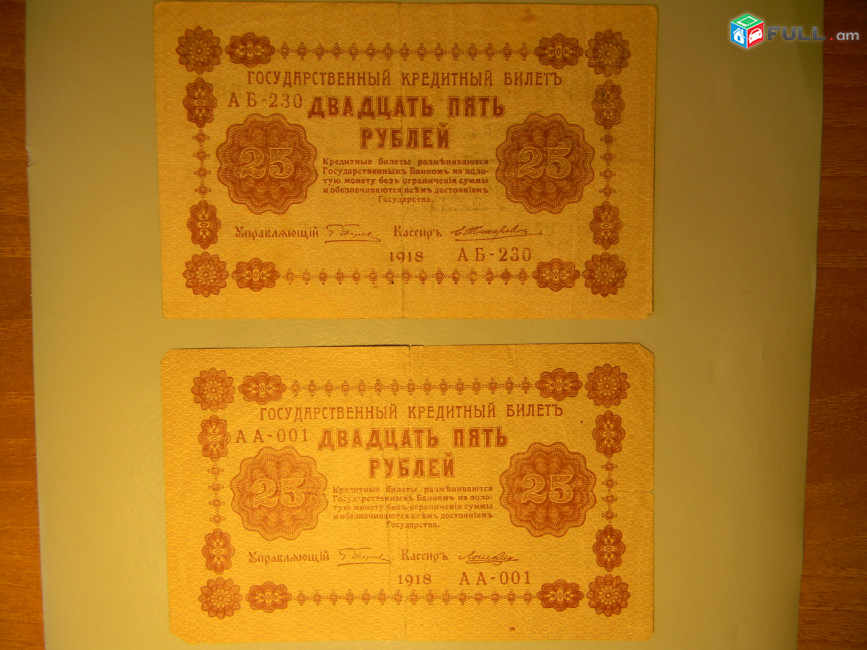 FULL.am
ГОСУДАРСТВЕННЫЙ КРЕДИТНЫЙ БИЛЕТЪ
АБ-230 ДВАДЦАТЬ ПЯТЬ
РУБЛЕЙ
25 25
Кредитные билеты размѣниваются
Государственнымъ Банкомъ на золо-
тую монету безъ ограниченія суммы
и обезпечиваются всѣмъ достояніемъ
Государства.
Управляющій Кассиръ
1918 АБ-230
ГОСУДАРСТВЕННЫЙ КРЕДИТНЫЙ БИЛЕТЪ
АА-001 ДВАДЦАТЬ ПЯТЬ
РУБЛЕЙ
25 25
Кредитные билеты размѣниваются
Государственнымъ Банкомъ на золо-
тую монету безъ ограниченія суммы
и обезпечиваются всѣмъ достояніемъ
Государства.
Управляющій Кассиръ
1918 АА-001